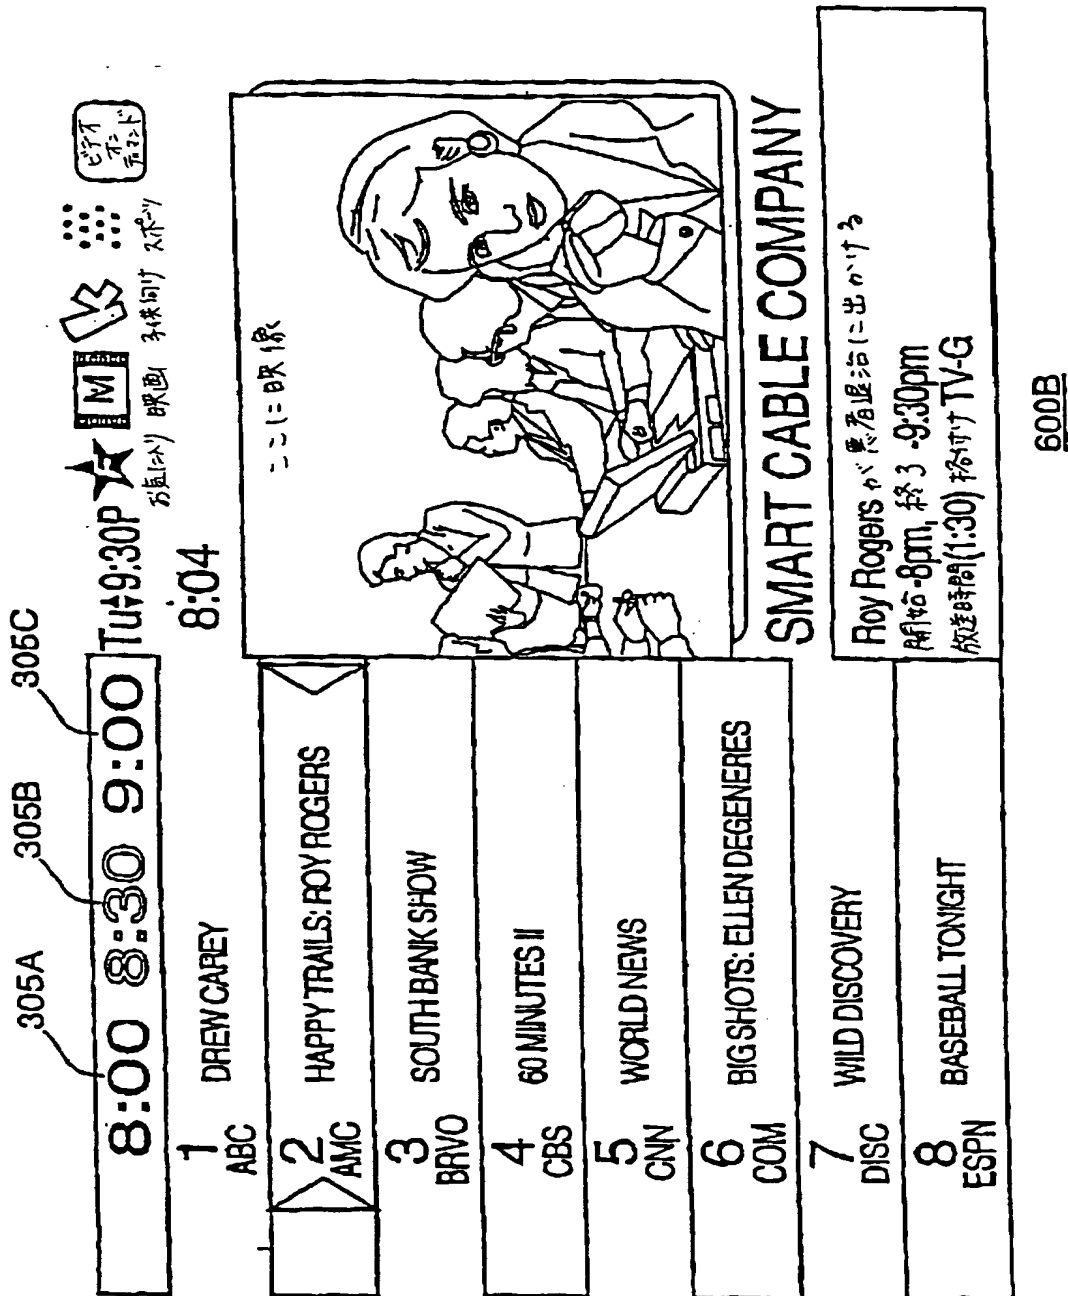 305A
305B
305C
8:00 8:30 9:00
Tu 9:30P
お気に入り
M
映画
子供向け
スポーツ
ビデオ
オン
デマンド
8:04
1
ABC
DREW CAREY
2
AMC
HAPPY TRAILS: ROY ROGERS
3
BRVO
SOUTH BANK SHOW
4
CBS
60 MINUTES II
5
CNN
WORLD NEWS
6
COM
BIG SHOTS: ELLEN DEGENERES
7
DISC
WILD DISCOVERY
8
ESPN
BASEBALL TONIGHT
ここに映像
SMART CABLE COMPANY
Roy Rogers が悪者退治に出かける
開始-8pm, 終了-9:30pm
放送時間(1:30) 格付け TV-G
600B